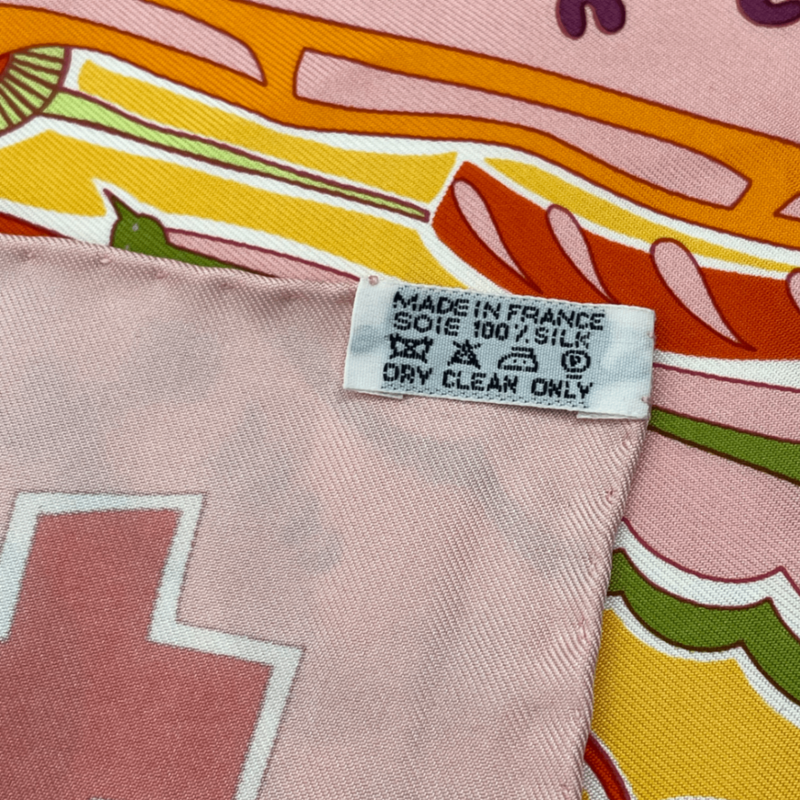 MADE IN FRANCE
SOIE 100% SILK
DRY CLEAN ONLY